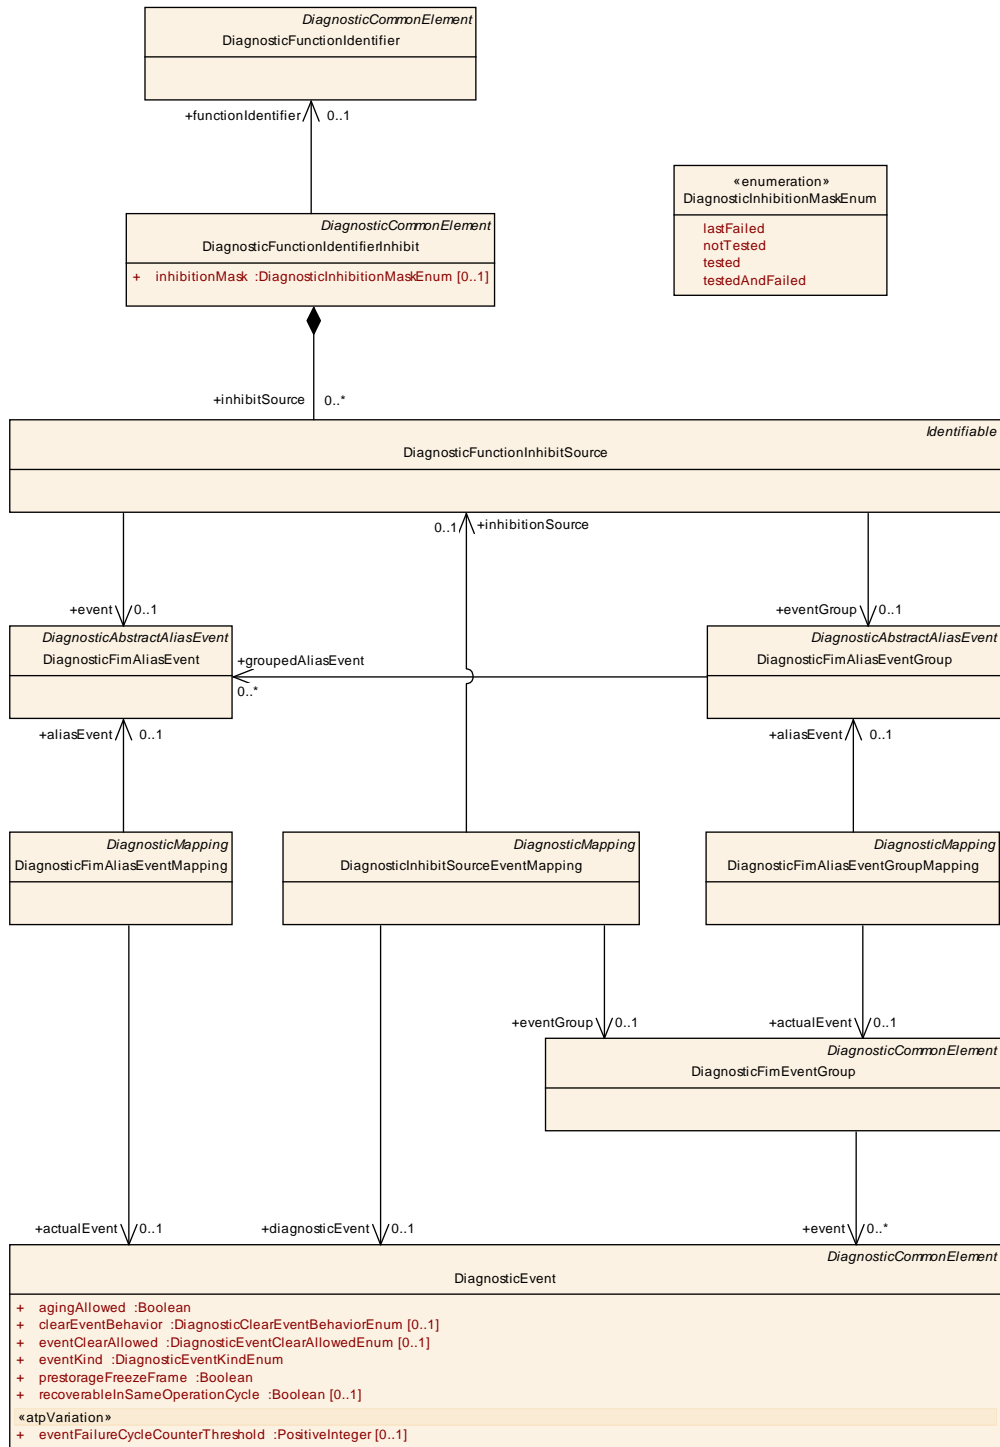 DiagnosticCommonElement
DiagnosticFunctionIdentifier
+functionIdentifier 0..1
«enumeration»
DiagnosticInhibitionMaskEnum
lastFailed
notTested
tested
testedAndFailed
DiagnosticCommonElement
DiagnosticFunctionIdentifierInhibit
+ inhibitionMask :DiagnosticInhibitionMaskEnum [0..1]
+inhibitSource 0..*
Identifiable
DiagnosticFunctionInhibitSource
0..1 +inhibitionSource
+event 0..1
+eventGroup 0..1
DiagnosticAbstractAliasEvent
DiagnosticFimAliasEvent
+groupedAliasEvent
0..*
DiagnosticAbstractAliasEvent
DiagnosticFimAliasEventGroup
+aliasEvent 0..1
+aliasEvent 0..1
DiagnosticMapping
DiagnosticFimAliasEventMapping
DiagnosticMapping
DiagnosticInhibitSourceEventMapping
DiagnosticMapping
DiagnosticFimAliasEventGroupMapping
+eventGroup 0..1
+actualEvent 0..1
DiagnosticCommonElement
DiagnosticFimEventGroup
+actualEvent 0..1
+diagnosticEvent 0..1
+event 0..*
DiagnosticCommonElement
DiagnosticEvent
+ agingAllowed :Boolean
+ clearEventBehavior :DiagnosticClearEventBehaviorEnum [0..1]
+ eventClearAllowed :DiagnosticEventClearAllowedEnum [0..1]
+ eventKind :DiagnosticEventKindEnum
+ prestorageFreezeFrame :Boolean
+ recoverableInSameOperationCycle :Boolean [0..1]
«atpVariation»
+ eventFailureCycleCounterThreshold :PositiveInteger [0..1]